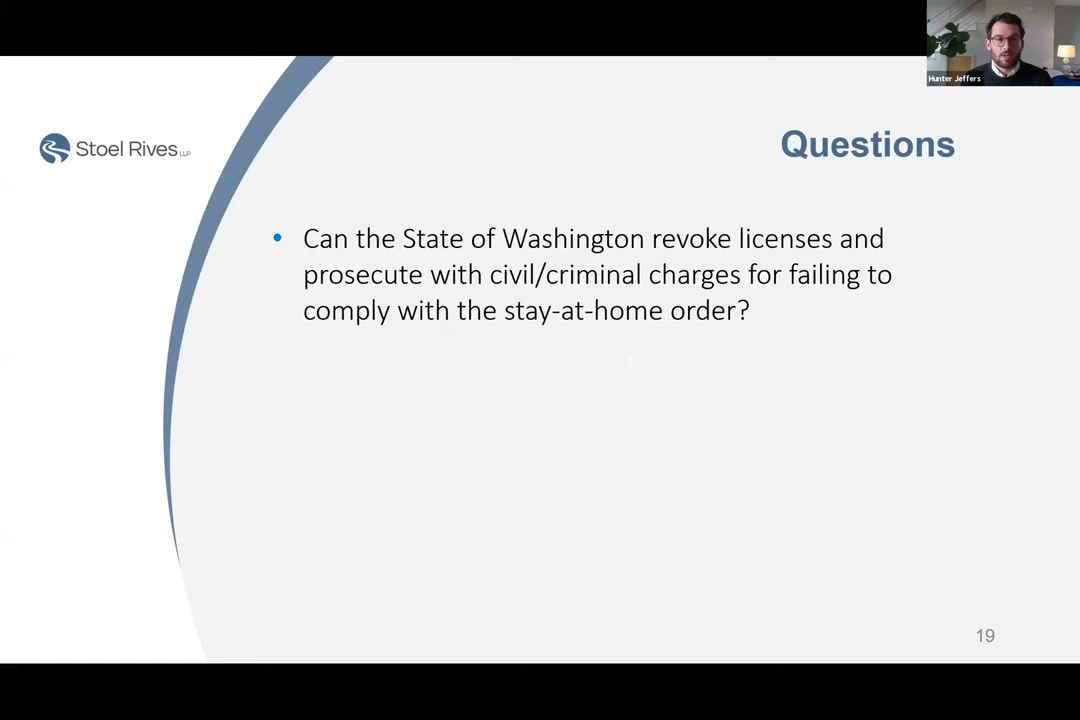 Hunter Jeffers
Stoel Rives LLP
Questions
• Can the State of Washington revoke licenses and
prosecute with civil/criminal charges for failing to
comply with the stay-at-home order?
19